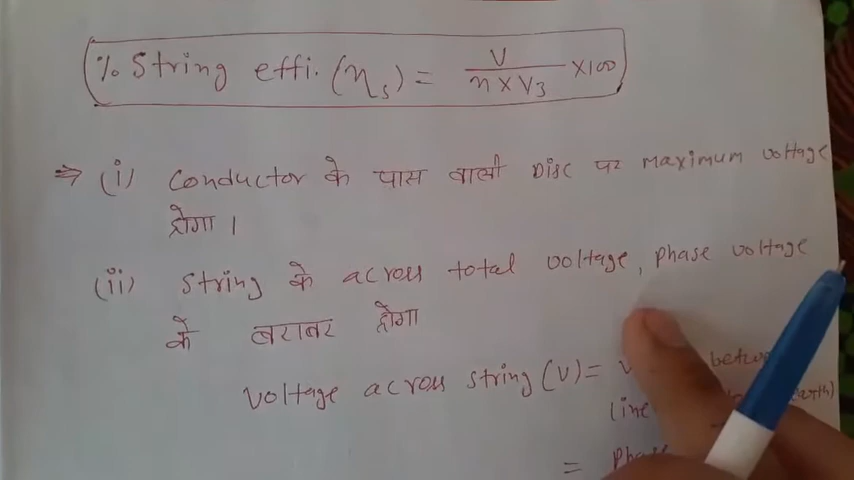 % String effi. (η_s) = V / n × V₃ × 100
⇒ (i) Conductor के पास वाली Disc पर Maximum voltage
होगा ।
(ii) String के across total voltage, phase voltage
के बराबर होगा
Voltage across string (V) =
line
=